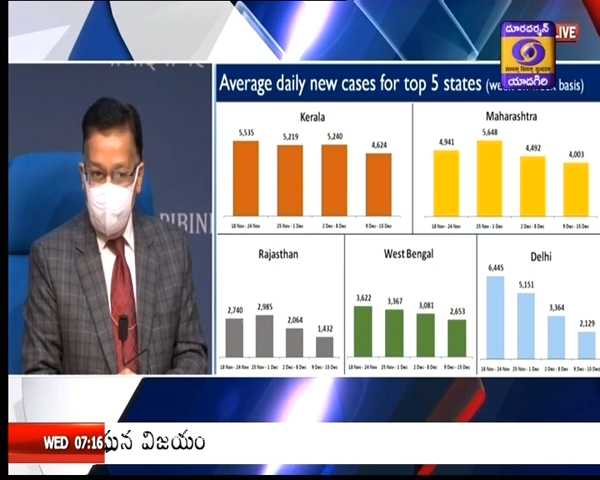 దూరదర్శన్
యాదగిరి
LIVE
Average daily new cases for top 5 states basis)
Kerala
5,535
5,219
5,240
4,624
18 Nov - 24 Nov
25 Nov - 1 Dec
2 Dec - 8 Dec
9 Dec - 15 Dec
Maharashtra
4,941
5,648
4,492
4,003
18 Nov - 24 Nov
25 Nov - 1 Dec
2 Dec - 8 Dec
9 Dec - 15 Dec
Rajasthan
2,740
2,985
2,064
1,432
18 Nov - 24 Nov
25 Nov - 1 Dec
2 Dec - 8 Dec
9 Dec - 15 Dec
West Bengal
3,622
3,367
3,081
2,653
18 Nov - 24 Nov
25 Nov - 1 Dec
2 Dec - 8 Dec
9 Dec - 15 Dec
Delhi
6,445
5,151
3,364
2,129
18 Nov - 24 Nov
25 Nov - 1 Dec
2 Dec - 8 Dec
9 Dec - 15 Dec
WED 07:16 ఘన విజయం